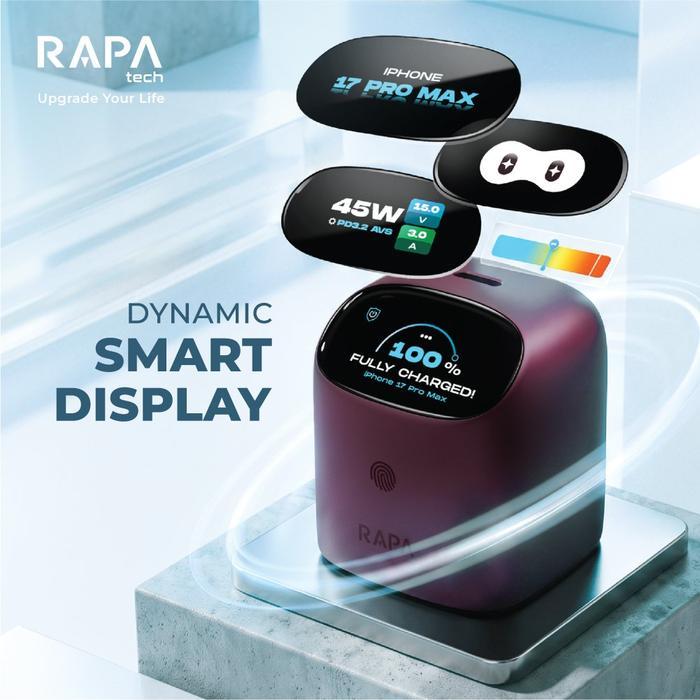 RAPA
tech
Upgrade Your Life
IPHONE
17 PRO MAX
45W
15.0
V
PD3.2 AVS
3.0
A
DYNAMIC
SMART
DISPLAY
100%
FULLY CHARGED!
iPhone 17 Pro Max
RAPA